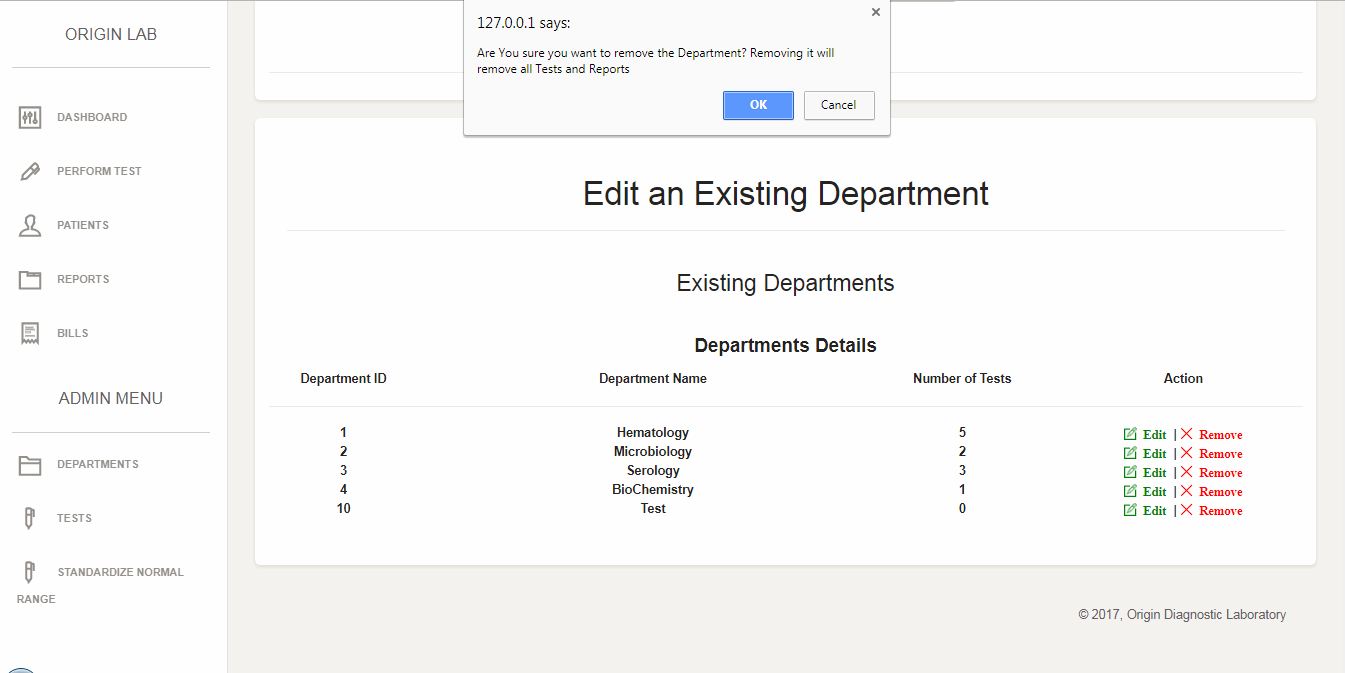 127.0.0.1 says:
Are You sure you want to remove the Department? Removing it will
remove all Tests and Reports
OK Cancel
ORIGIN LAB
DASHBOARD
PERFORM TEST
PATIENTS
REPORTS
BILLS
ADMIN MENU
DEPARTMENTS
TESTS
STANDARDIZE NORMAL
RANGE
Edit an Existing Department
Existing Departments
Departments Details
Department ID Department Name Number of Tests Action
1 Hematology 5 Edit | Remove
2 Microbiology 2 Edit | Remove
3 Serology 3 Edit | Remove
4 BioChemistry 1 Edit | Remove
10 Test 0 Edit | Remove
© 2017, Origin Diagnostic Laboratory